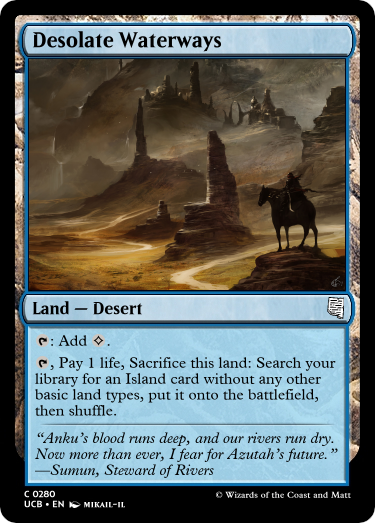 Desolate Waterways
Land — Desert
: Add .
, Pay 1 life, Sacrifice this land: Search your
library for an Island card without any other
basic land types, put it onto the battlefield,
then shuffle.
“Anku’s blood runs deep, and our rivers run dry.
Now more than ever, I fear for Azutah’s future.”
—Sumun, Steward of Rivers
C 0280
UCB • EN MIKAIL-IL
© Wizards of the Coast and Matt